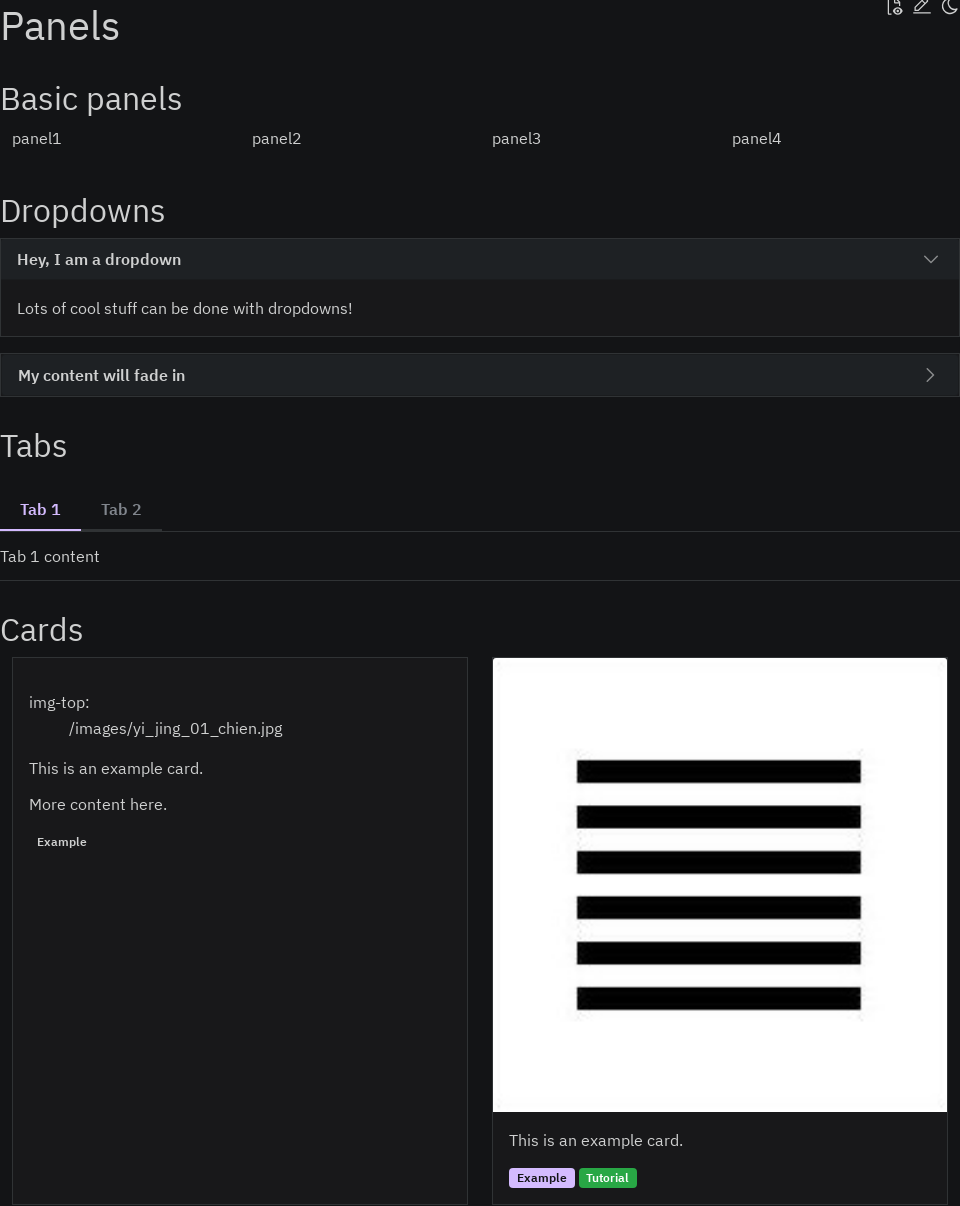 Panels
Basic panels
panel1 panel2 panel3 panel4
Dropdowns
Hey, I am a dropdown
Lots of cool stuff can be done with dropdowns!
My content will fade in
Tabs
Tab 1 Tab 2
Tab 1 content
Cards
img-top:
/images/yi_jing_01_chien.jpg
This is an example card.
More content here.
Example
This is an example card.
Example Tutorial